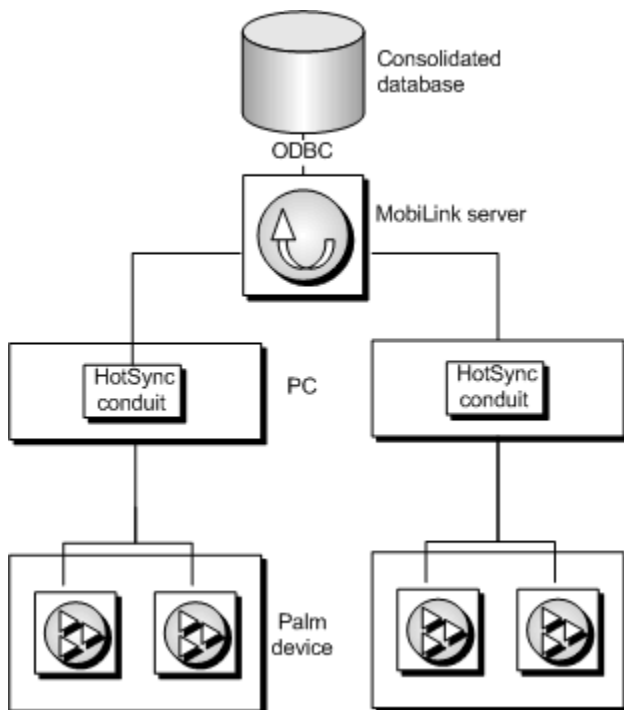 Consolidated
database
ODBC
MobiLink server
HotSync
conduit
PC
HotSync
conduit
Palm
device